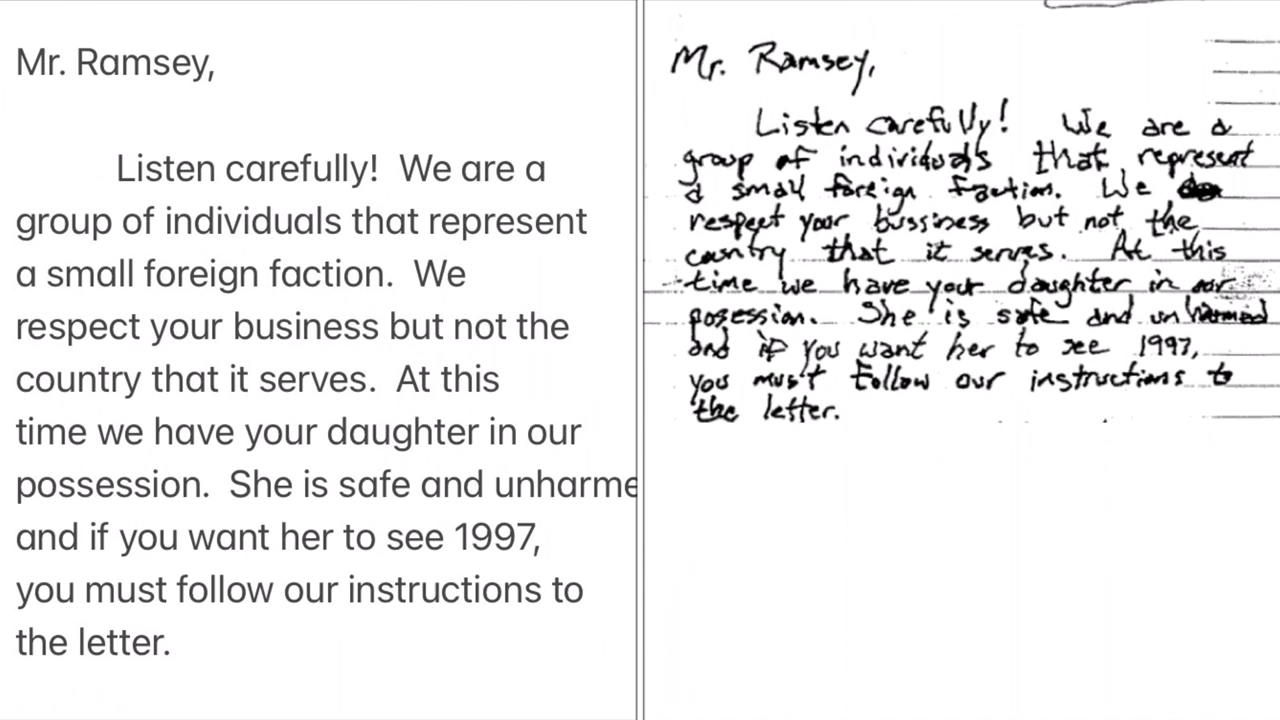 Mr. Ramsey,
Listen carefully! We are a
group of individuals that represent
a small foreign faction. We
respect your business but not the
country that it serves. At this
time we have your daughter in our
possession. She is safe and unharme
and if you want her to see 1997,
you must follow our instructions to
the letter.
Mr. Ramsey,
Listen carefully! We are a
group of individuals that represent
a small foreign faction. We
respect your bussiness but not the
country that it serves. At this
time we have your daughter in our
posession. She is safe and unharmed
and if you want her to see 1997,
you must follow our instructions to
the letter.